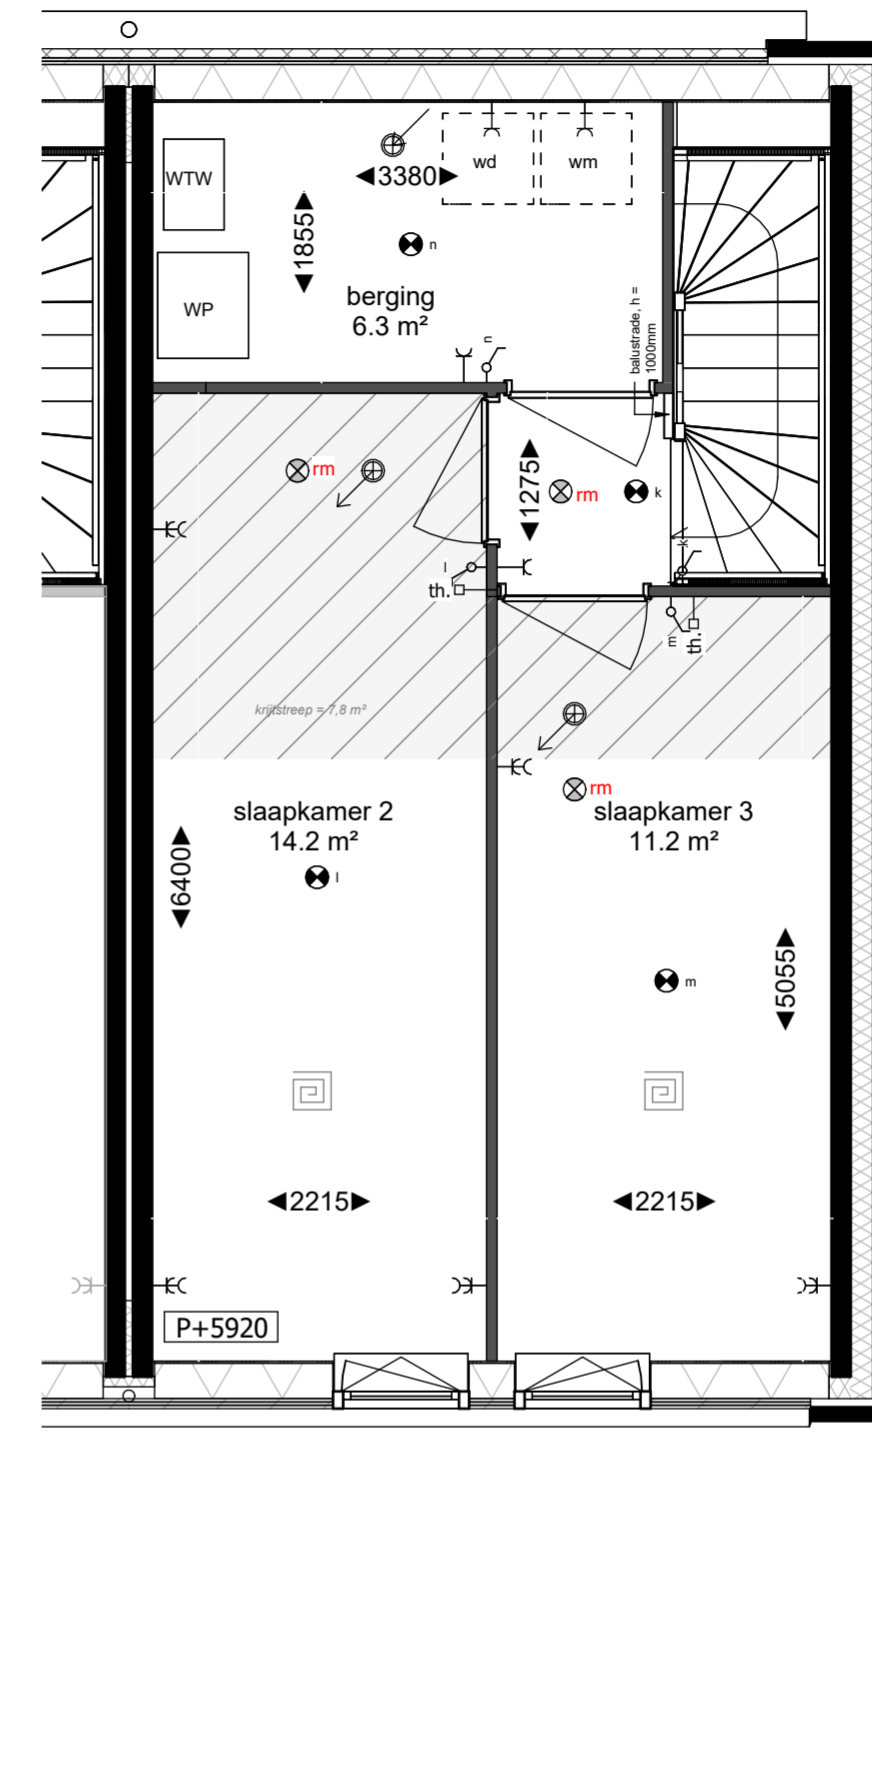 wd
wm
WTW
3380
1855
n
WP
berging
6.3 m²
n
balustrade, h =
1000mm
rm
1275
rm
k
k
l
th.
m
th.
krijtstreep = 7,8 m²
rm
slaapkamer 2
14.2 m²
slaapkamer 3
11.2 m²
6400
l
m
5055
2215
2215
P+5920